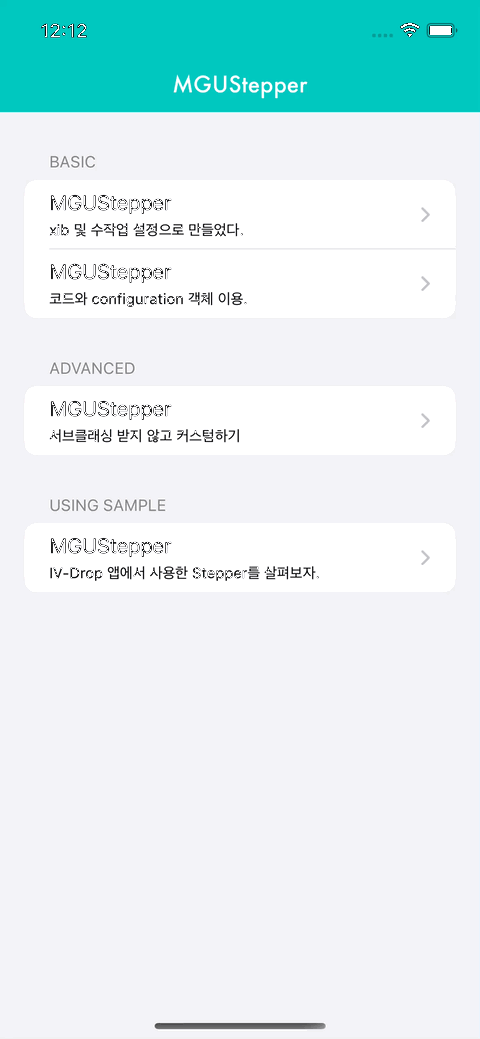 12:12
MGUStepper
BASIC
MGUStepper
xib 및 수작업 설정으로 만들었다.
MGUStepper
코드와 configuration 객체 이용.
ADVANCED
MGUStepper
서브클래싱 받지 않고 커스텀하기
USING SAMPLE
MGUStepper
IV-Drop 앱에서 사용한 Stepper를 살펴보자.